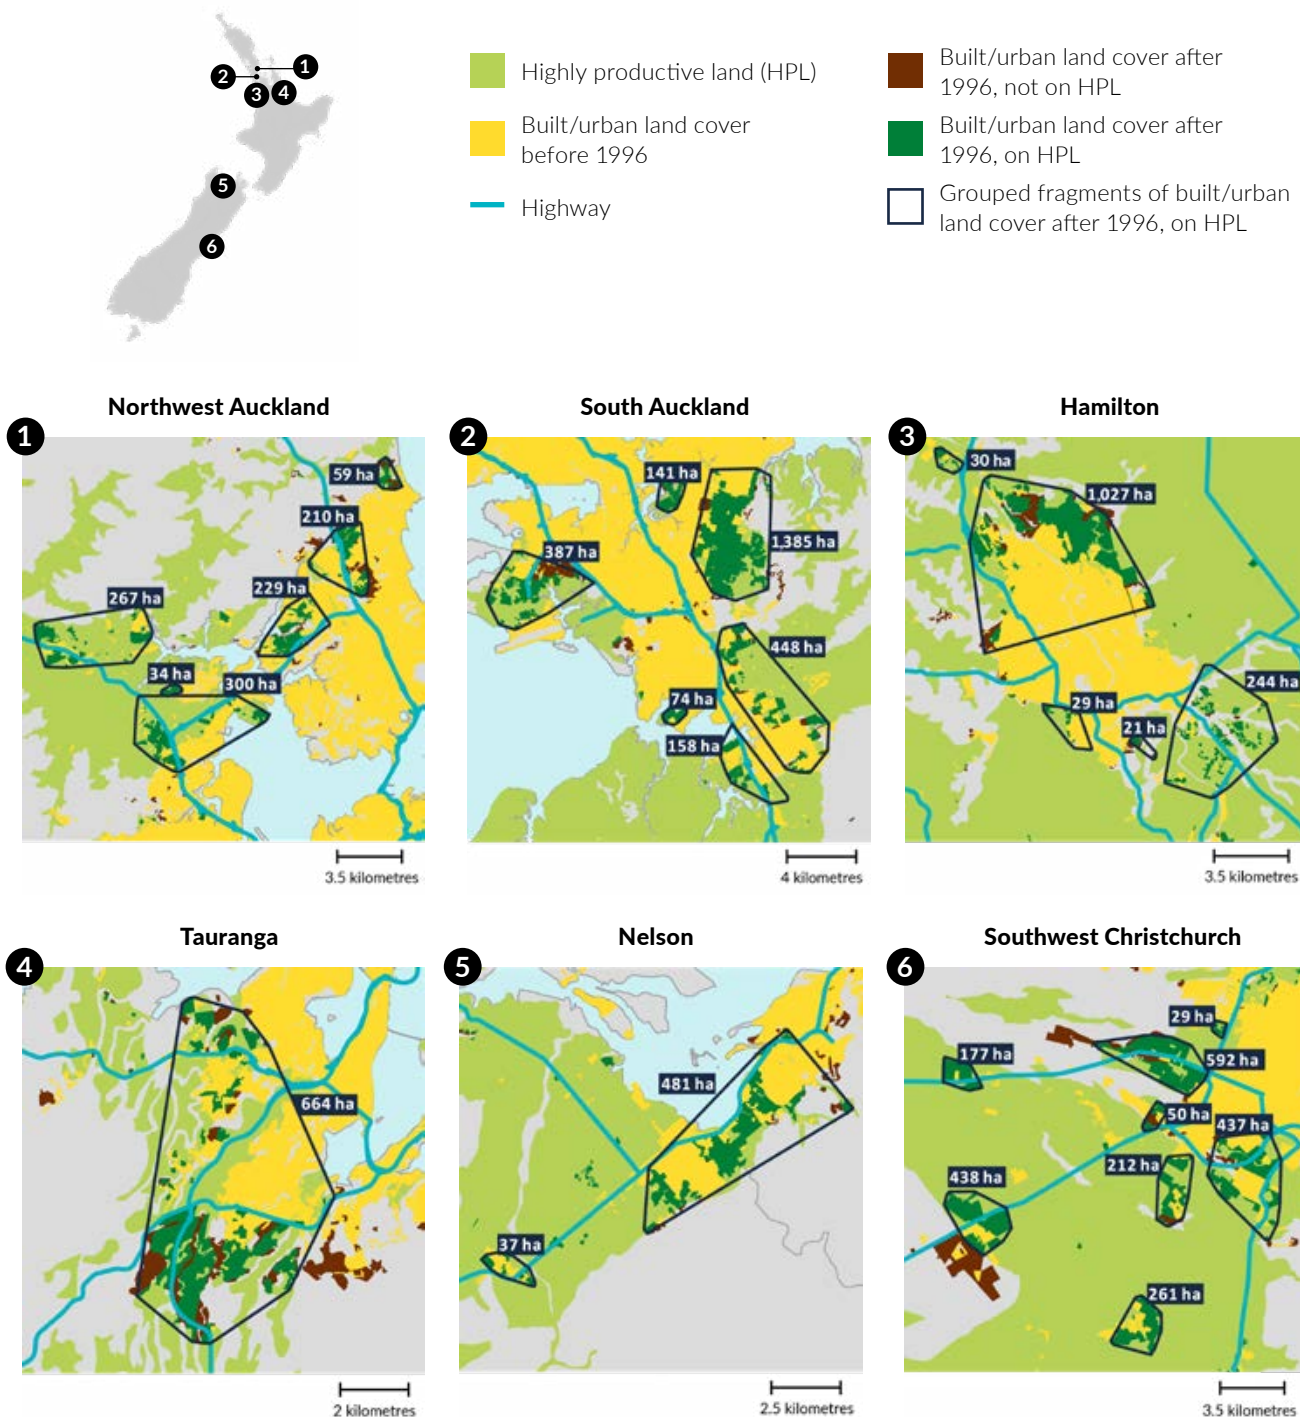 1
2
3
4
5
6
Highly productive land (HPL)
Built/urban land cover
before 1996
Highway
Built/urban land cover after
1996, not on HPL
Built/urban land cover after
1996, on HPL
Grouped fragments of built/urban
land cover after 1996, on HPL
Northwest Auckland
1
59 ha
210 ha
229 ha
267 ha
34 ha
300 ha
3.5 kilometres
South Auckland
2
141 ha
387 ha
1,385 ha
448 ha
74 ha
158 ha
4 kilometres
Hamilton
3
30 ha
1,027 ha
244 ha
29 ha
21 ha
3.5 kilometres
Tauranga
4
664 ha
2 kilometres
Nelson
5
481 ha
37 ha
2.5 kilometres
Southwest Christchurch
6
29 ha
177 ha
592 ha
50 ha
437 ha
212 ha
438 ha
261 ha
3.5 kilometres